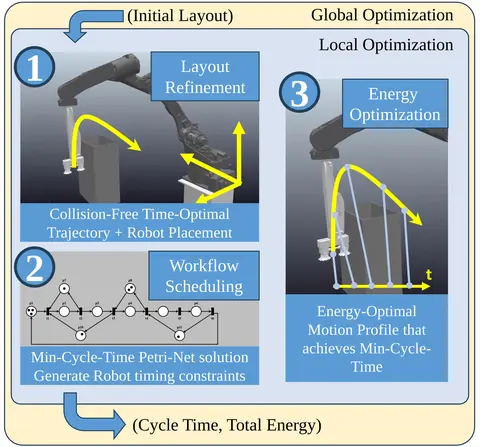 (Initial Layout)
Global Optimization
Local Optimization
1
Layout
Refinement
Collision-Free Time-Optimal
Trajectory + Robot Placement
2
Workflow
Scheduling
Min-Cycle-Time Petri-Net solution
Generate Robot timing constraints
3
Energy
Optimization
t
Energy-Optimal
Motion Profile that
achieves Min-Cycle-
Time
(Cycle Time, Total Energy)